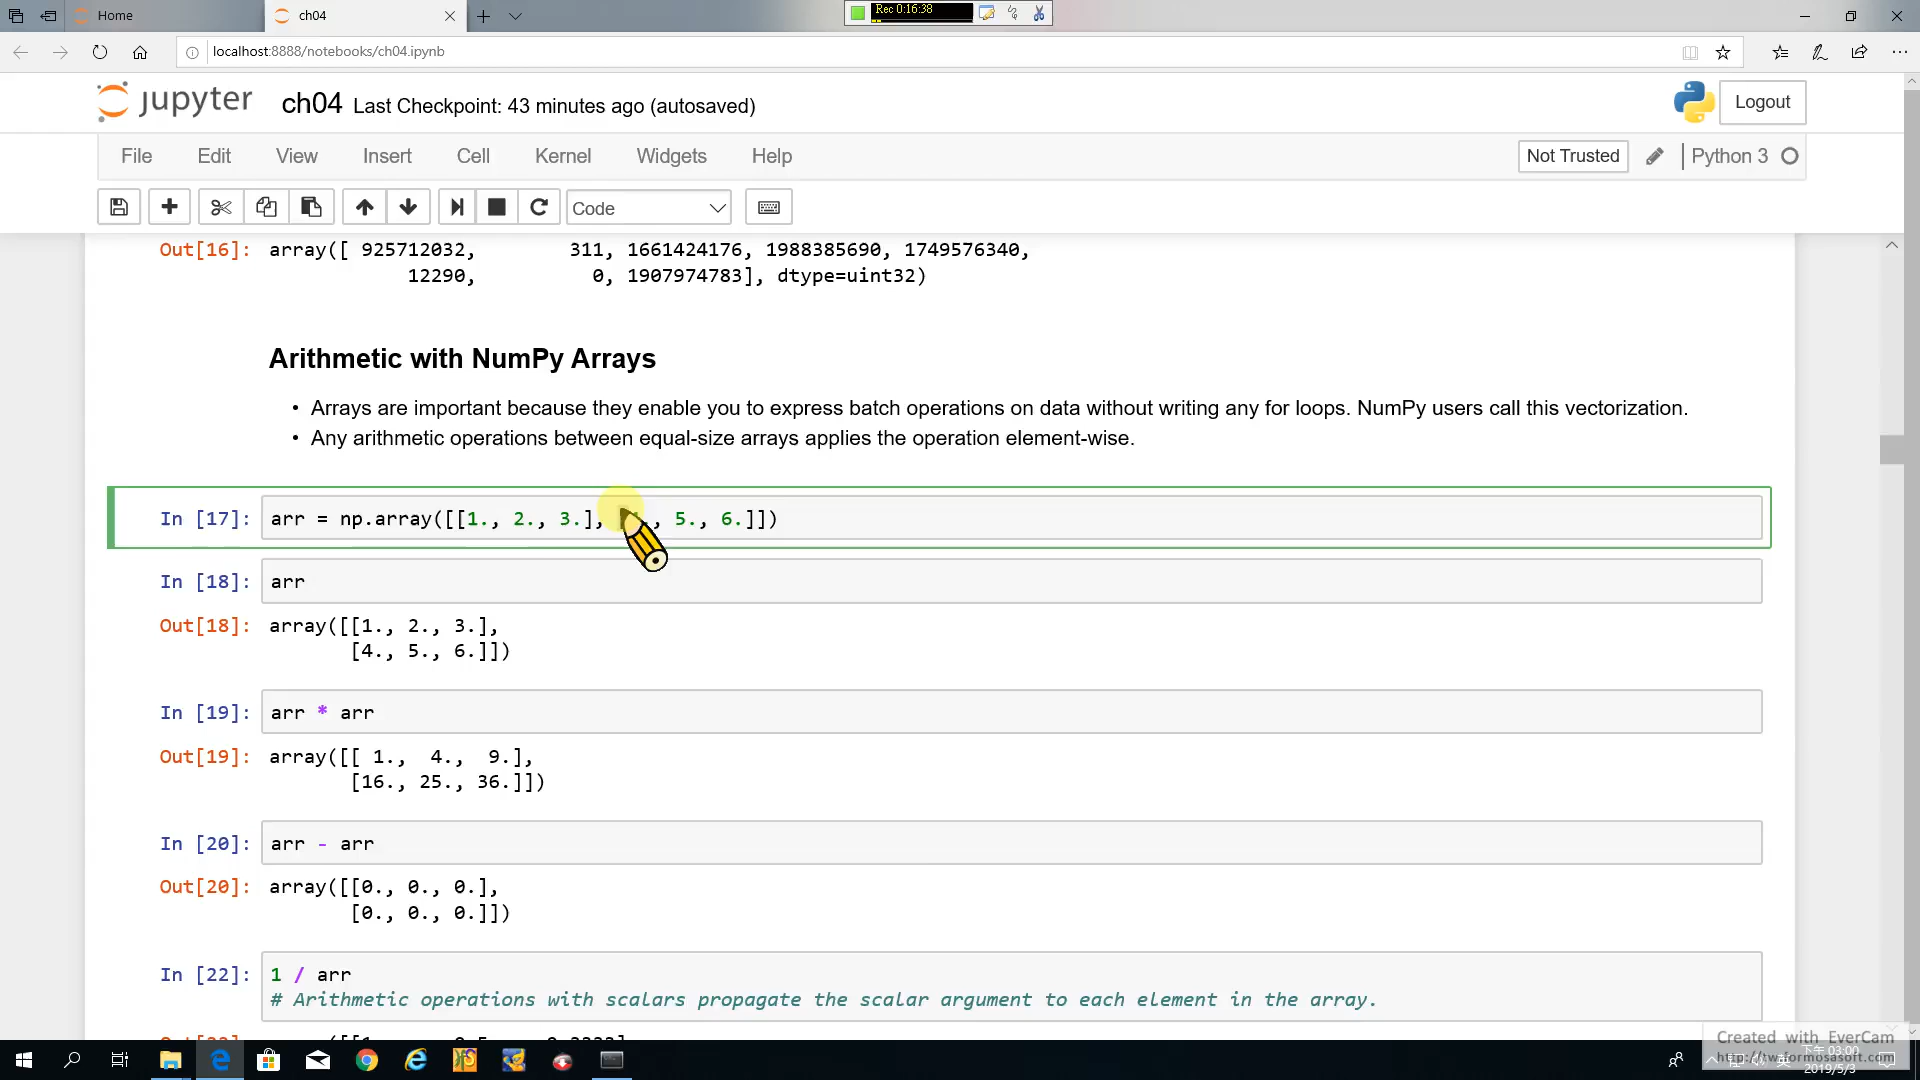 Home
ch04
Rec 0:16:38
localhost:8888/notebooks/ch04.ipynb
jupyter ch04 Last Checkpoint: 43 minutes ago (autosaved)
Logout
File Edit View Insert Cell Kernel Widgets Help
Not Trusted
Python 3
Code
Out[16]: array([ 925712032, 311, 1661424176, 1988385690, 1749576340,
12290, 0, 1907974783], dtype=uint32)
Arithmetic with NumPy Arrays
• Arrays are important because they enable you to express batch operations on data without writing any for loops. NumPy users call this vectorization.
• Any arithmetic operations between equal-size arrays applies the operation element-wise.
In [17]: arr = np.array([[1., 2., 3.], , 5., 6.]])
In [18]: arr
Out[18]: array([[1., 2., 3.],
[4., 5., 6.]])
In [19]: arr * arr
Out[19]: array([[ 1., 4., 9.],
[16., 25., 36.]])
In [20]: arr - arr
Out[20]: array([[0., 0., 0.],
[0., 0., 0.]])
In [22]: 1 / arr
# Arithmetic operations with scalars propagate the scalar argument to each element in the array.
Created with EverCam
http://tw.formosasoft.com
下午 03:00
2019/5/3